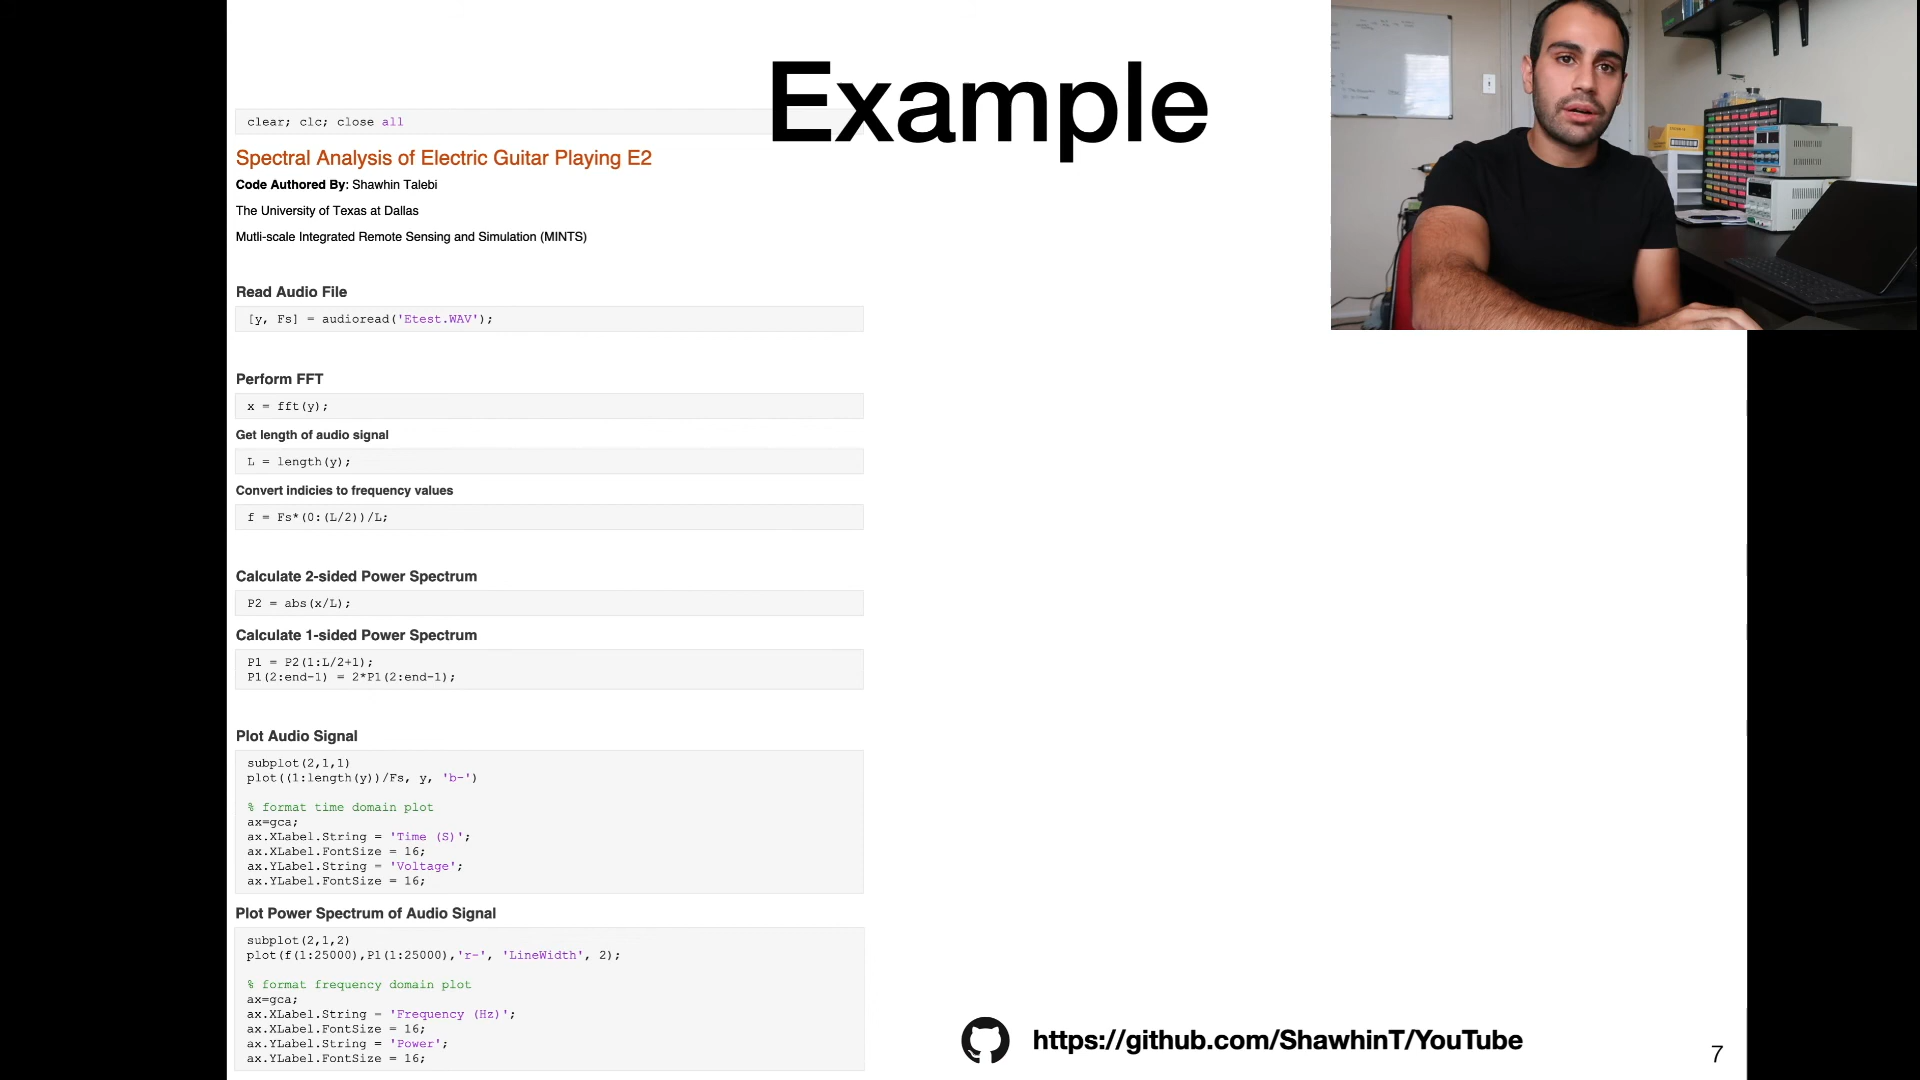 Example
clear; clc; close all
Spectral Analysis of Electric Guitar Playing E2
Code Authored By: Shawhin Talebi
The University of Texas at Dallas
Mutli-scale Integrated Remote Sensing and Simulation (MINTS)
Read Audio File
[y, Fs] = audioread('Etest.WAV');
Perform FFT
x = fft(y);
Get length of audio signal
L = length(y);
Convert indicies to frequency values
f = Fs*(0:(L/2))/L;
Calculate 2-sided Power Spectrum
P2 = abs(x/L);
Calculate 1-sided Power Spectrum
P1 = P2(1:L/2+1);
P1(2:end-1) = 2*P1(2:end-1);
Plot Audio Signal
subplot(2,1,1)
plot((1:length(y))/Fs, y, 'b-')
% format time domain plot
ax=gca;
ax.XLabel.String = 'Time (S)';
ax.XLabel.FontSize = 16;
ax.YLabel.String = 'Voltage';
ax.YLabel.FontSize = 16;
Plot Power Spectrum of Audio Signal
subplot(2,1,2)
plot(f(1:25000),P1(1:25000),'r-', 'LineWidth', 2);
% format frequency domain plot
ax=gca;
ax.XLabel.String = 'Frequency (Hz)';
ax.XLabel.FontSize = 16;
ax.YLabel.String = 'Power';
ax.YLabel.FontSize = 16;
https://github.com/ShawhinT/YouTube
7